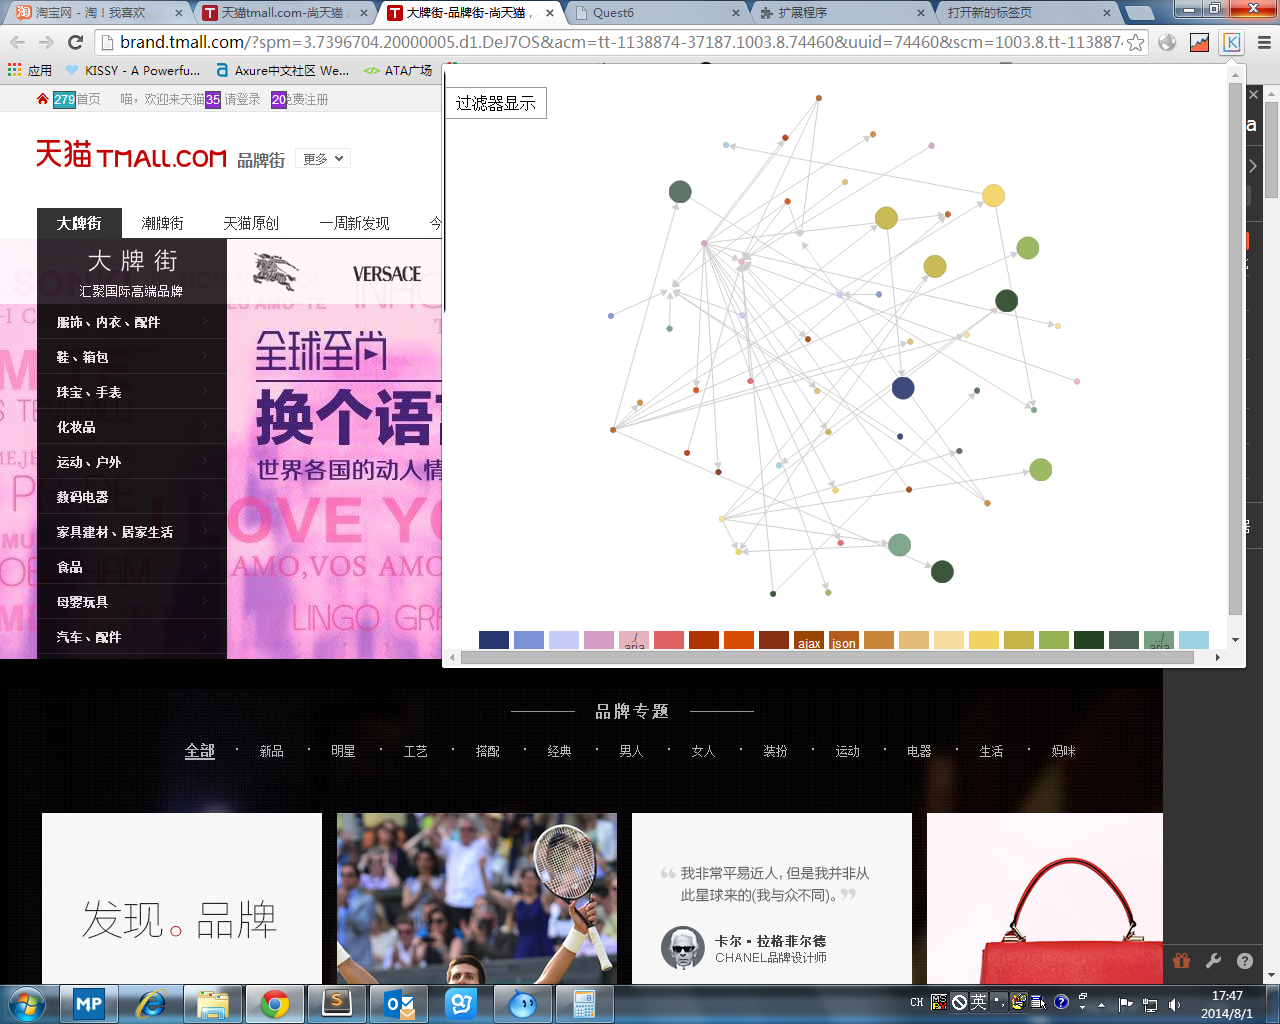 淘宝网 - 淘！我喜欢
天猫tmall.com-尚天猫，
大牌街-品牌街-尚天猫，
Quest6
扩展程序
打开新的标签页
brand.tmall.com/?spm=3.7396704.20000005.d1.DeJ7OS&acm=tt-1138874-37187.1003.8.74460&uuid=74460&scm=1003.8.tt-113887
应用
KISSY - A Powerfu...
Axure中文社区 We...
ATA广场
279首页
喵，欢迎来天猫35
请登录
20免费注册
过滤器显示
天猫 TMALL.COM 品牌街
更多
大牌街
潮牌街
天猫原创
一周新发现
今
大牌街
汇聚国际高端品牌
VERSACE
服饰、内衣、配件
鞋、箱包
珠宝、手表
化妆品
运动、户外
数码电器
家具建材、居家生活
食品
母婴玩具
汽车、配件
全球至尚
换个语言
世界各国的动人情
LOVE YO
AMO,VOS AMO
LINGO GRA
./
aria
ajax
json
../
aria
品牌专题
全部
新品
明星
工艺
搭配
经典
男人
女人
装扮
运动
电器
生活
妈咪
发现。品牌
“我非常平易近人，但是我并非从
此星球来的(我与众不同)。”
卡尔·拉格菲尔德
CHANEL品牌设计师
MP
CH
英
17:47
2014/8/1